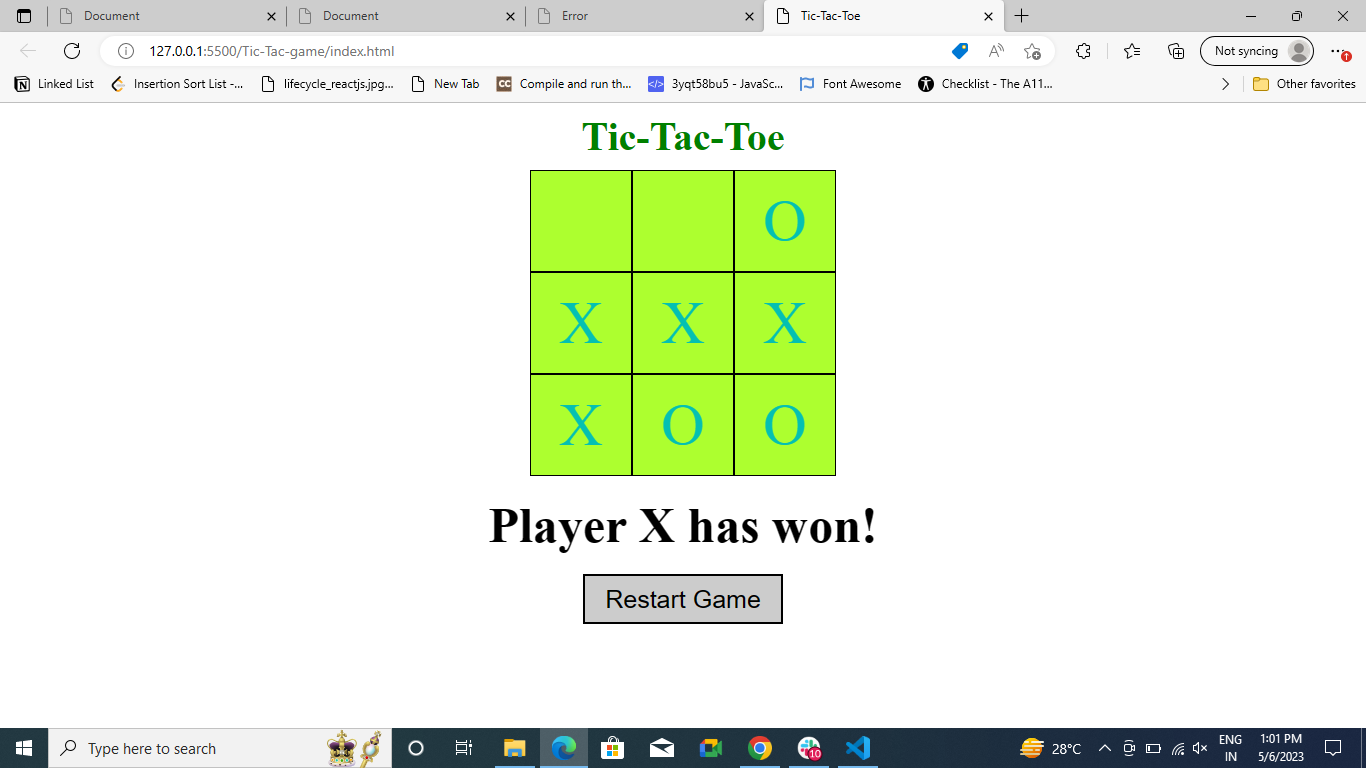 Document
Document
Error
Tic-Tac-Toe
127.0.0.1:5500/Tic-Tac-game/index.html
Not syncing
Linked List
Insertion Sort List -...
lifecycle_reactjs.jpg...
New Tab
CC
Compile and run th...
3yqt58bu5 - JavaSc...
Font Awesome
Checklist - The A11...
Other favorites
Tic-Tac-Toe
O
X X X
X O O
Player X has won!
Restart Game
Type here to search
10
28°C
ENG
IN
1:01 PM
5/6/2023